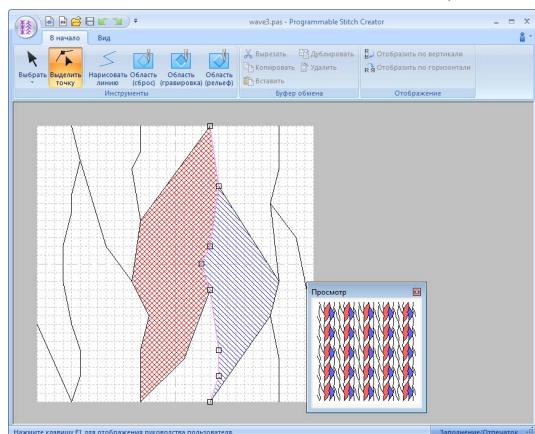 wave3.pas - Programmable Stitch Creator
В начало Вид
Вырезать Дублировать Отобразить по вертикали
Копировать Удалить Отобразить по горизонтали
Вставить
Выбрать Выделить точку Нарисовать линию Область (сброс) Область (гравировка) Область (рельеф)
Инструменты Буфер обмена Отображение
Просмотр
Нажмите клавишу F1 для отображения руководства пользователя. Заполнение/Отпечаток